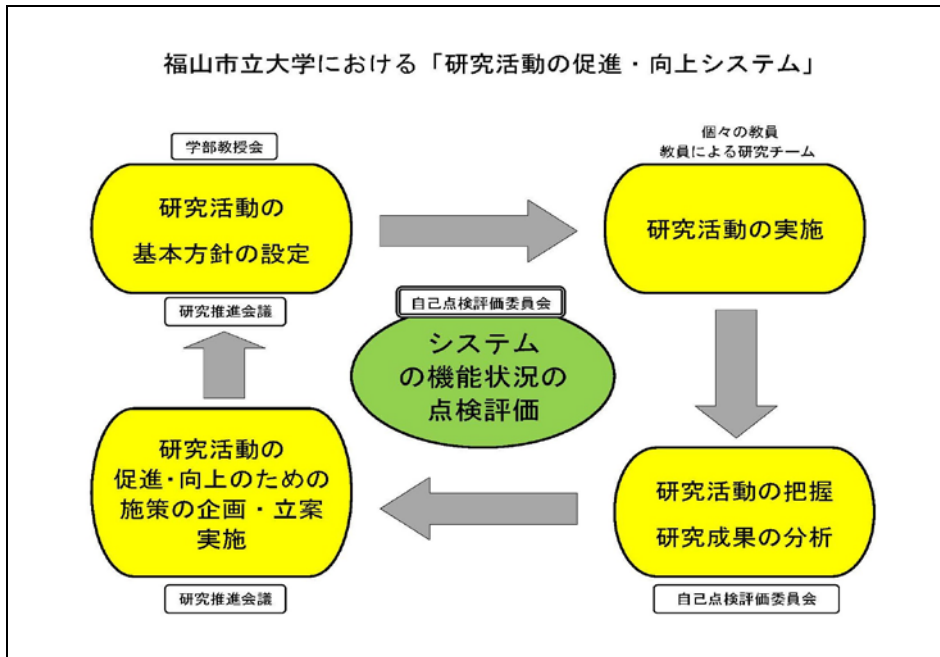 福山市立大学における「研究活動の促進・向上システム」
学部教授会
研究活動の
基本方針の設定
研究推進会議
個々の教員
教員による研究チーム
研究活動の実施
自己点検評価委員会
システム
の機能状況の
点検評価
研究活動の
促進・向上のための
施策の企画・立案
実施
研究推進会議
研究活動の把握
研究成果の分析
自己点検評価委員会